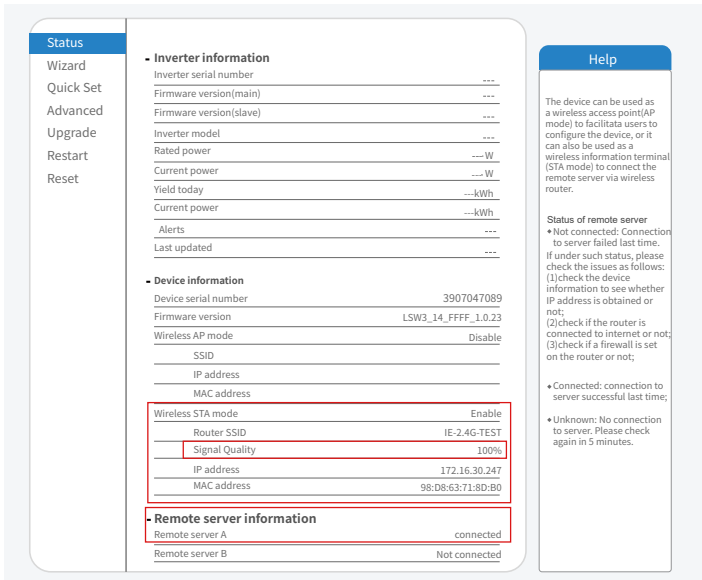 Status
Wizard
Quick Set
Advanced
Upgrade
Restart
Reset
- Inverter information
Inverter serial number ---
Firmware version(main) ---
Firmware version(slave) ---
Inverter model ---
Rated power --- W
Current power --- W
Yield today ---kWh
Current power ---kWh
Alerts ---
Last updated ---
- Device information
Device serial number 3907047089
Firmware version LSW3_14_FFFF_1.0.23
Wireless AP mode Disable
SSID
IP address
MAC address
Wireless STA mode Enable
Router SSID IE-2.4G-TEST
Signal Quality 100%
IP address 172.16.30.247
MAC address 98:D8:63:71:8D:B0
- Remote server information
Remote server A connected
Remote server B Not connected
Help
The device can be used as
a wireless access point(AP
mode) to facilitata users to
configure the device, or it
can also be used as a
wireless information terminal
(STA mode) to connect the
remote server via wireless
router.
Status of remote server
◆Not connected: Connection
to server failed last time.
If under such status, please
check the issues as follows:
(1)check the device
information to see whether
IP address is obtained or
not;
(2)check if the router is
connected to internet or not;
(3)check if a firewall is set
on the router or not;
◆Connected: connection to
server successful last time;
◆Unknown: No connection
to server. Please check
again in 5 minutes.